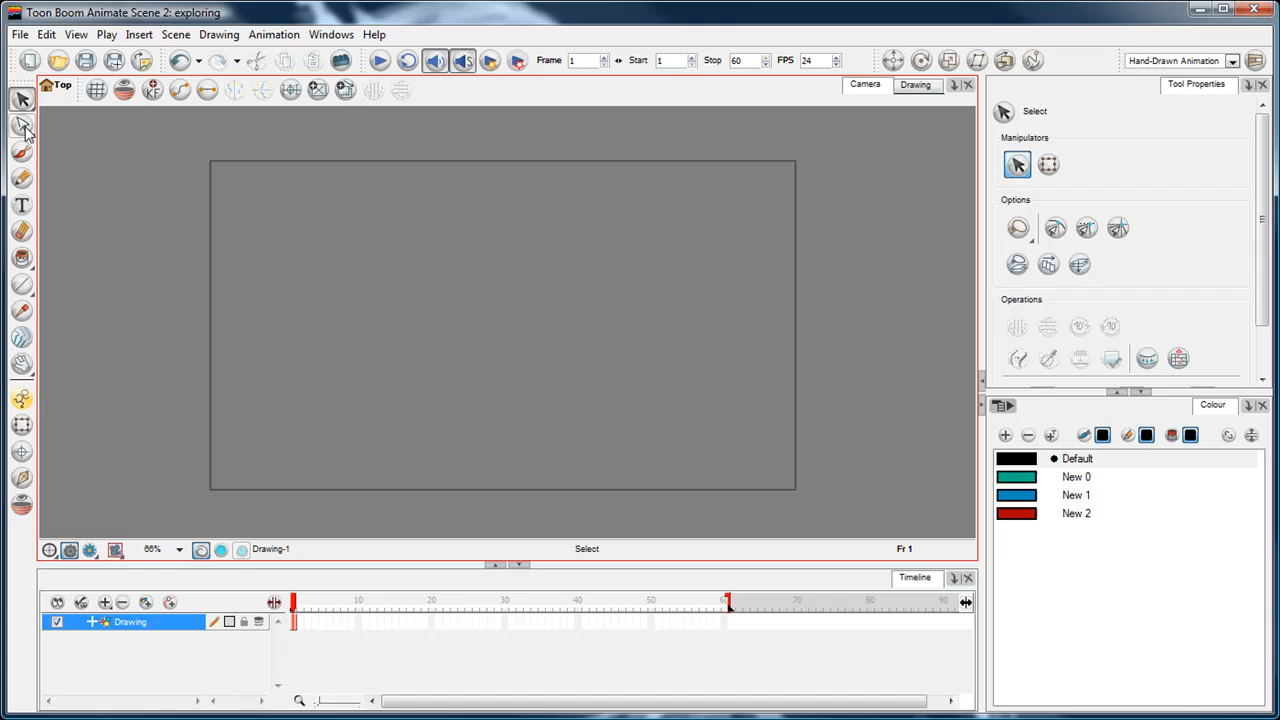 Toon Boom Animate Scene 2: exploring
File Edit View Play Insert Scene Drawing Animation Windows Help
Frame 1 Start 1 Stop 60 FPS 24 Hand-Drawn Animation
Top Camera Drawing Tool Properties
Select
Manipulators
Options
Operations
Colour
Default
New 0
New 1
New 2
T
66% Drawing-1 Select Fr 1
Timeline
10 20 30 40 50 60 70 80 90
Drawing